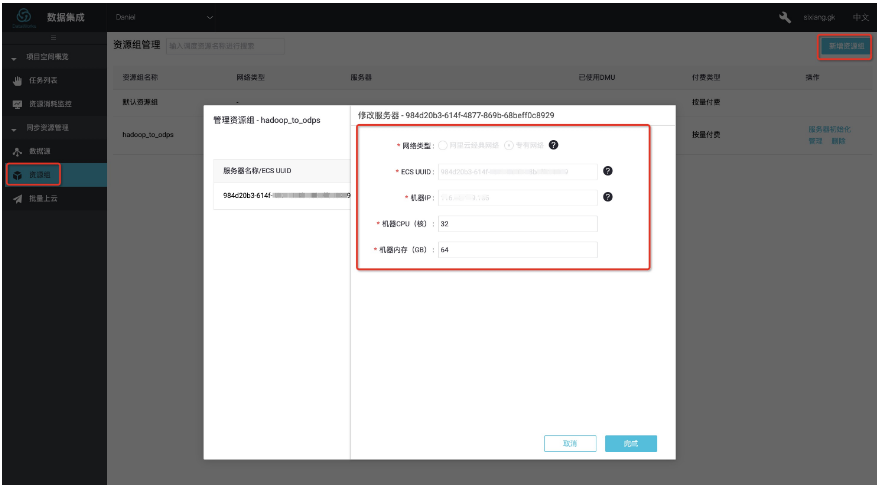 数据集成
Daniel
sixiang.gk
中文
项目空间概览
任务列表
资源消耗监控
同步资源管理
数据源
资源组
批量上云
资源组管理
输入调度资源名称进行搜索
新增资源组
资源组名称
网络类型
服务器
已使用DMU
付费类型
操作
默认资源组
-
按量付费
hadoop_to_odps
按量付费
服务器初始化
管理 删除
管理资源组 - hadoop_to_odps
服务器名称/ECS UUID
984d20b3-614f-
9
修改服务器 - 984d20b3-614f-4877-869b-68beff0c8929
* 网络类型: 阿里云经典网络 专有网络 ?
* ECS UUID: 984d20b3-614f- ?
* 机器IP: ?
* 机器CPU(核): 32
* 机器内存(GB): 64
取消
完成